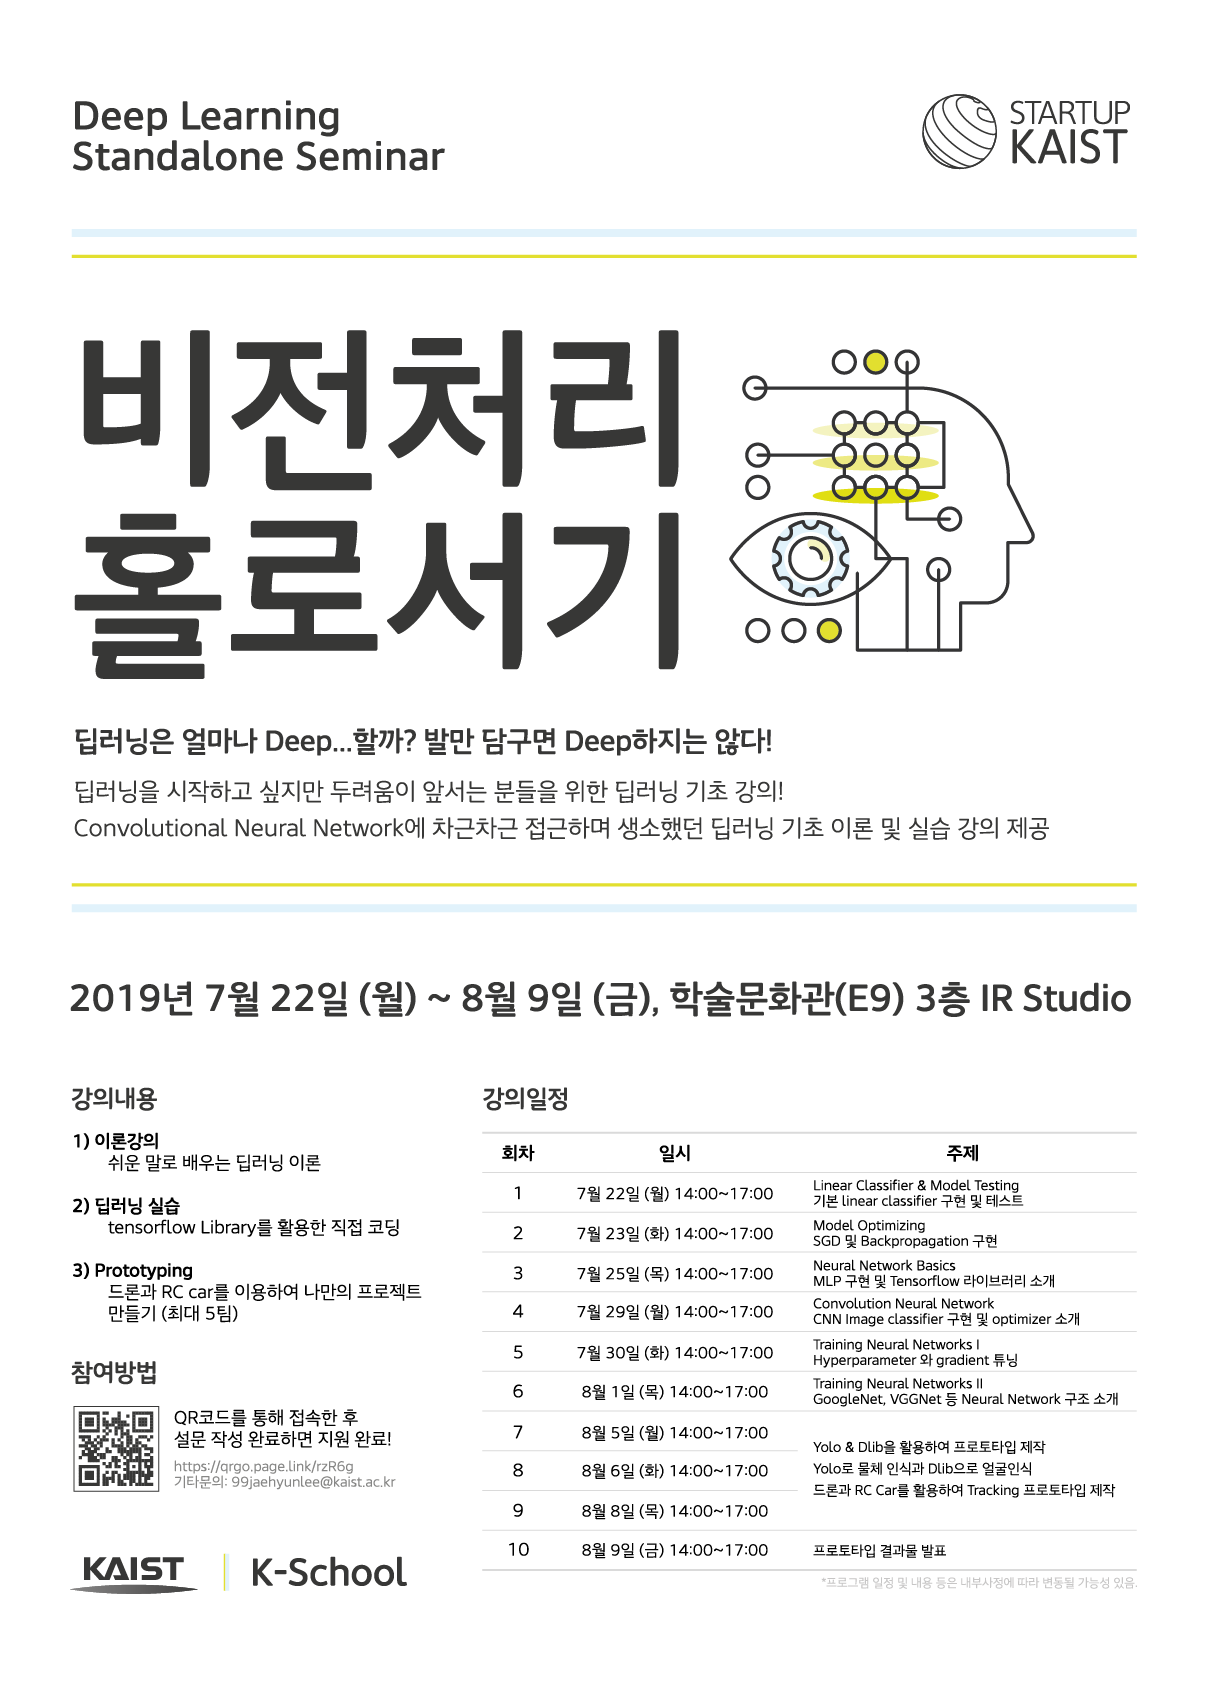 Deep Learning
Standalone Seminar
STARTUP
KAIST
비전처리
홀로서기
딥러닝은 얼마나 Deep...할까? 발만 담구면 Deep하지는 않다!
딥러닝을 시작하고 싶지만 두려움이 앞서는 분들을 위한 딥러닝 기초 강의!
Convolutional Neural Network에 차근차근 접근하며 생소했던 딥러닝 기초 이론 및 실습 강의 제공
2019년 7월 22일 (월) ~ 8월 9일 (금), 학술문화관(E9) 3층 IR Studio
강의내용
1) 이론강의
쉬운 말로 배우는 딥러닝 이론
2) 딥러닝 실습
tensorflow Library를 활용한 직접 코딩
3) Prototyping
드론과 RC car를 이용하여 나만의 프로젝트
만들기 (최대 5팀)
참여방법
QR코드를 통해 접속한 후
설문 작성 완료하면 지원 완료!
https://qrgo.page.link/rzR6g
기타문의: 99jaehyunlee@kaist.ac.kr
KAIST
K-School
강의일정
회차 일시 주제
1 7월 22일 (월) 14:00~17:00 Linear Classifier & Model Testing
기본 linear classifier 구현 및 테스트
2 7월 23일 (화) 14:00~17:00 Model Optimizing
SGD 및 Backpropagation 구현
3 7월 25일 (목) 14:00~17:00 Neural Network Basics
MLP 구현 및 Tensorflow 라이브러리 소개
4 7월 29일 (월) 14:00~17:00 Convolution Neural Network
CNN Image classifier 구현 및 optimizer 소개
5 7월 30일 (화) 14:00~17:00 Training Neural Networks I
Hyperparameter 와 gradient 튜닝
6 8월 1일 (목) 14:00~17:00 Training Neural Networks II
GoogleNet, VGGNet 등 Neural Network 구조 소개
7 8월 5일 (월) 14:00~17:00
Yolo & Dlib을 활용하여 프로토타입 제작
8 8월 6일 (화) 14:00~17:00 Yolo로 물체 인식과 Dlib으로 얼굴인식
드론과 RC Car를 활용하여 Tracking 프로토타입 제작
9 8월 8일 (목) 14:00~17:00
10 8월 9일 (금) 14:00~17:00 프로토타입 결과물 발표
*프로그램 일정 및 내용 등은 내부사정에 따라 변동될 가능성 있음.